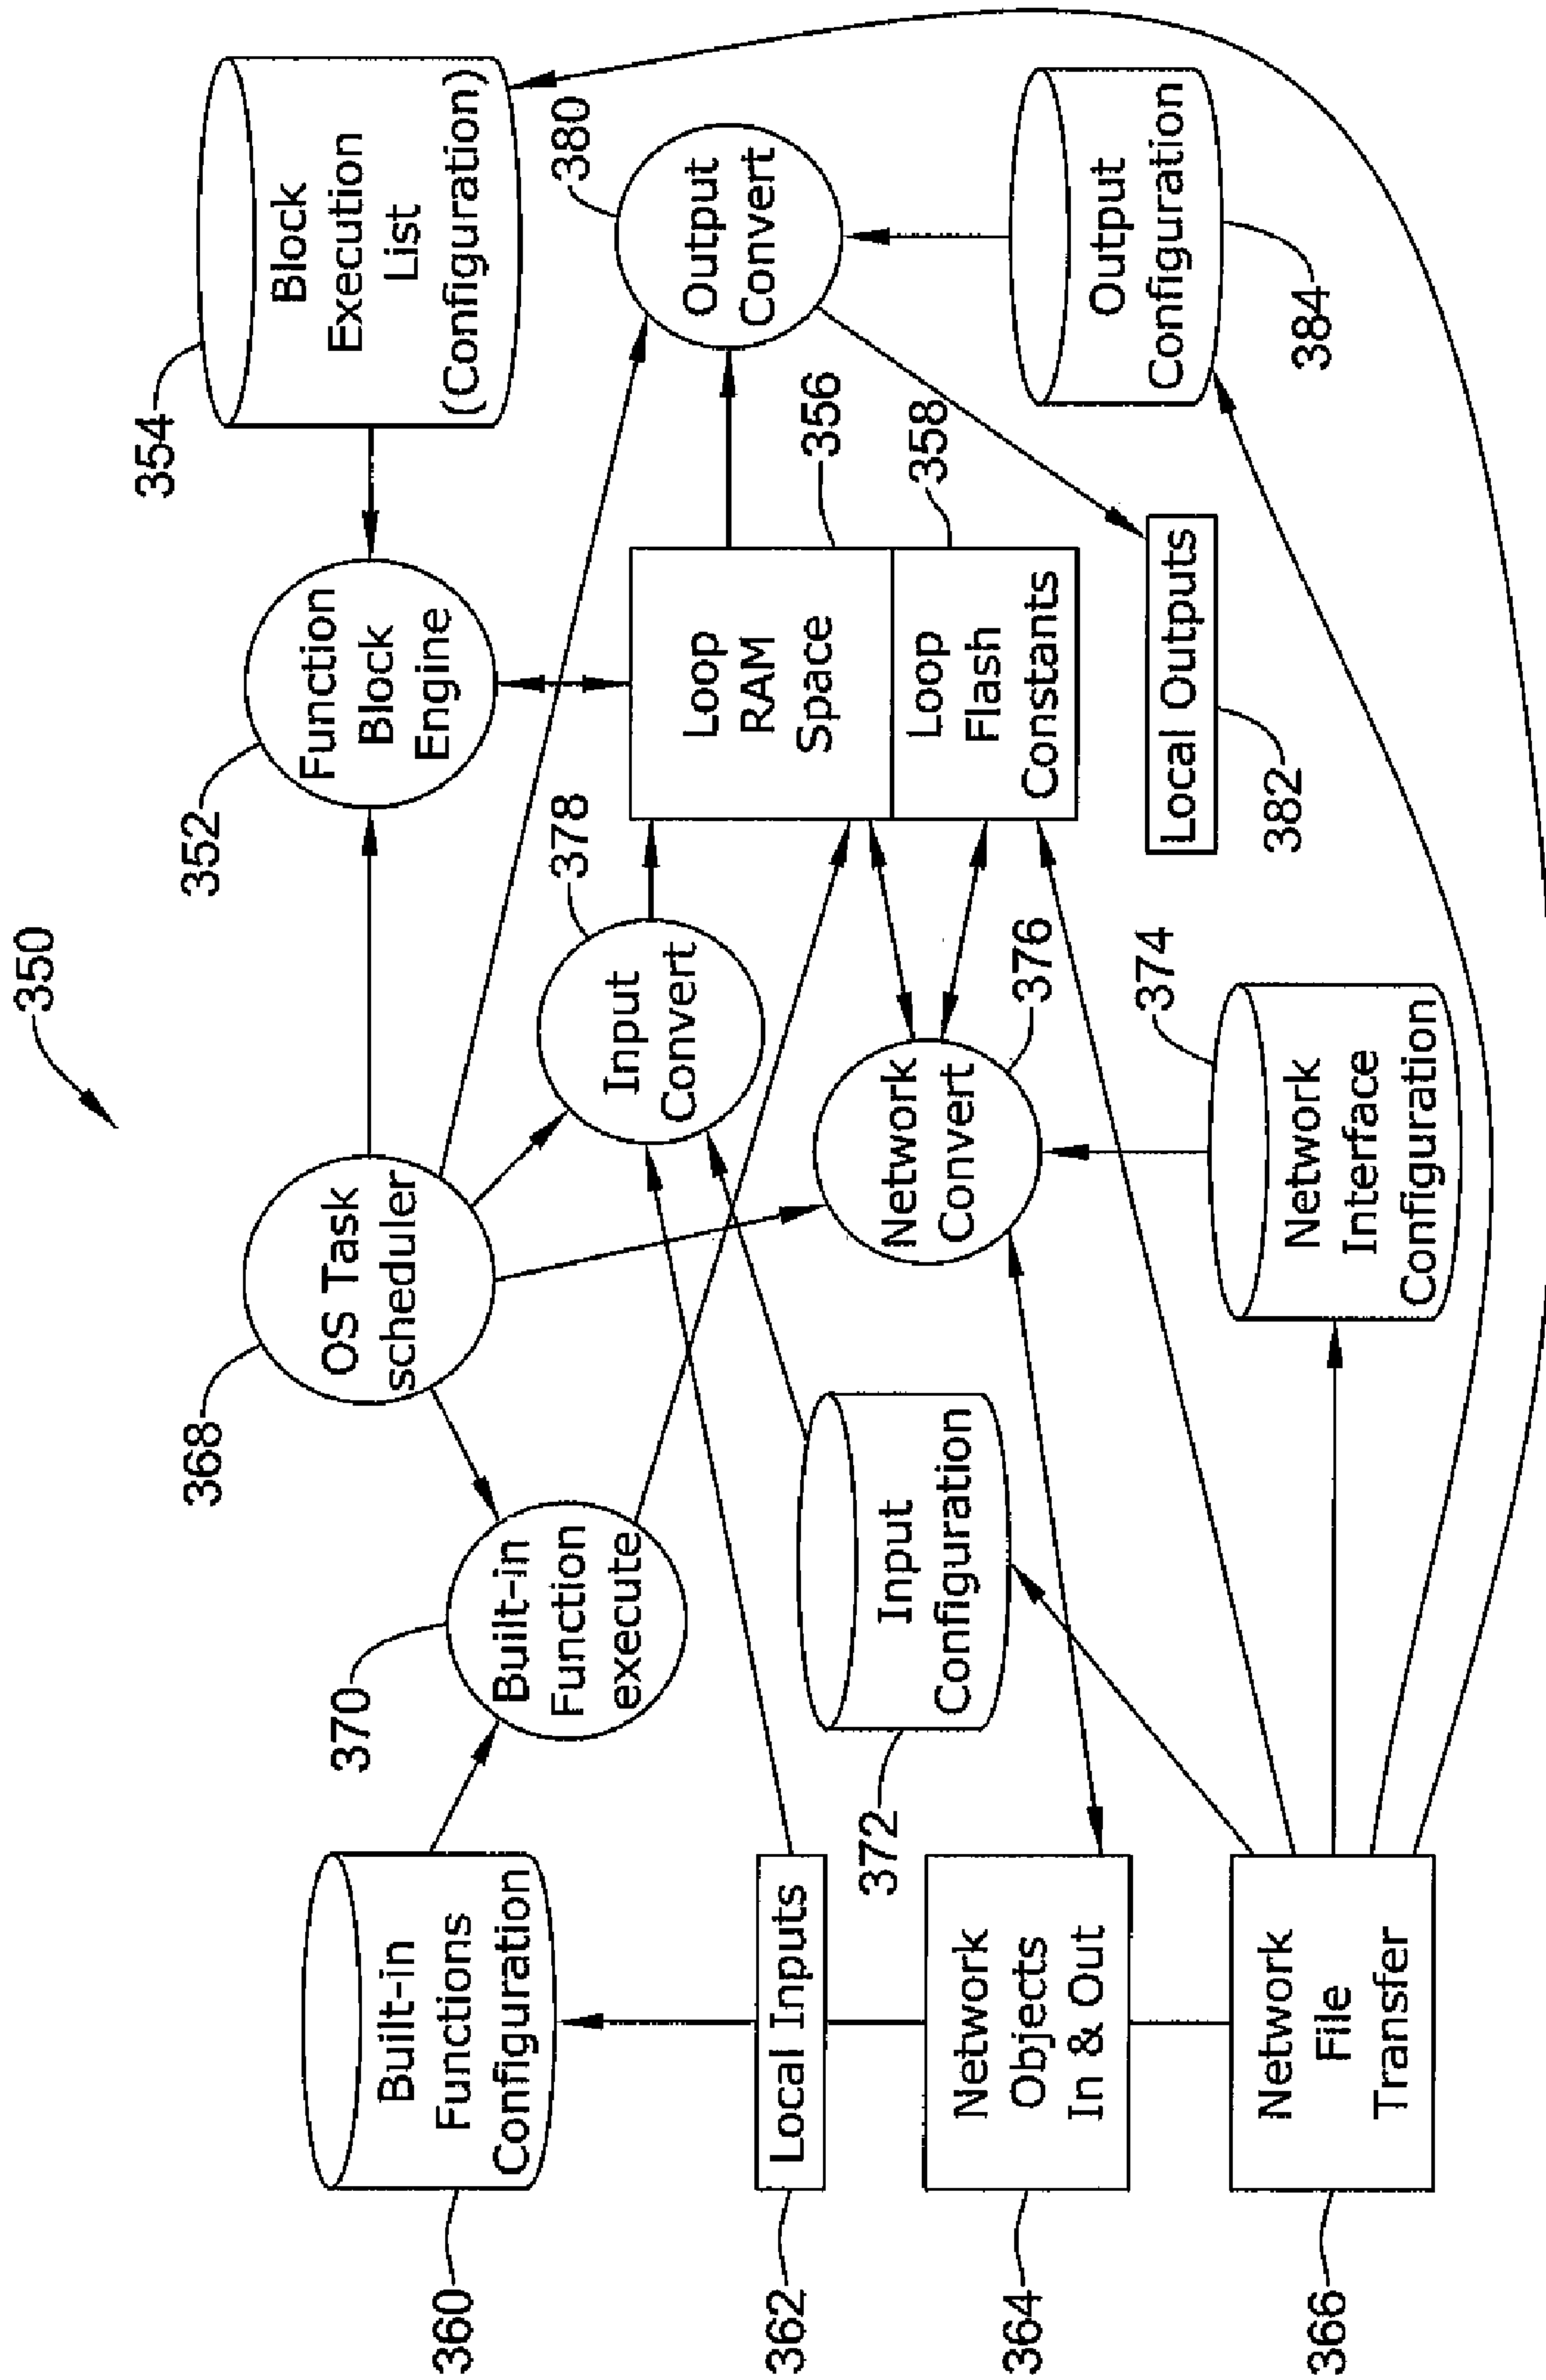 350
368
OS Task
scheduler
352
Function
Block
Engine
354
Block
Execution
List
(Configuration)
360
Built-in
Functions
Configuration
370
Built-in
Function
execute
378
Input
Convert
Loop
RAM
Space
356
Loop
Flash
Constants
358
380
Output
Convert
362
Local Inputs
372
Input
Configuration
376
Network
Convert
364
Network
Objects
In & Out
374
Network
Interface
Configuration
Local Outputs
382
Output
Configuration
384
366
Network
File
Transfer